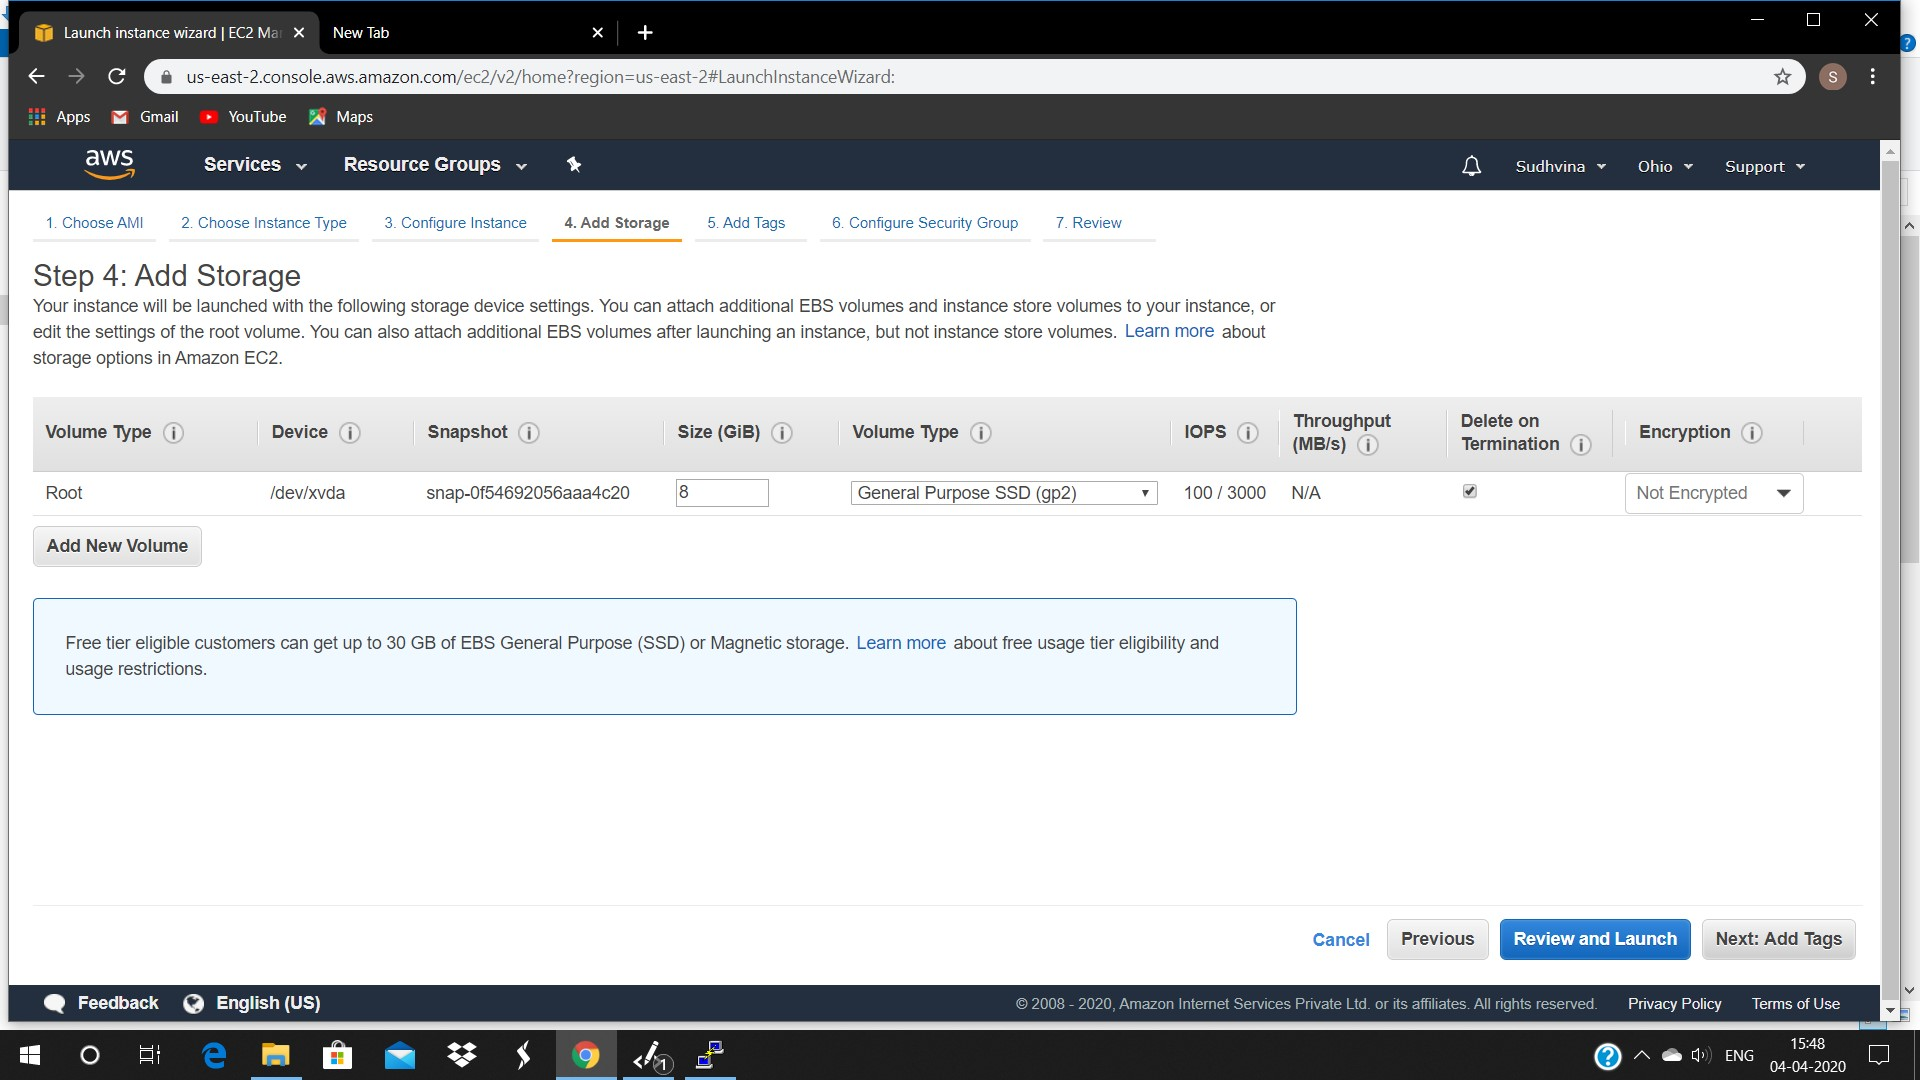 Launch instance wizard | EC2 Ma
New Tab
us-east-2.console.aws.amazon.com/ec2/v2/home?region=us-east-2#LaunchInstanceWizard:
S
Apps Gmail YouTube Maps
aws Services Resource Groups Sudhvina Ohio Support
1. Choose AMI 2. Choose Instance Type 3. Configure Instance 4. Add Storage 5. Add Tags 6. Configure Security Group 7. Review
Step 4: Add Storage
Your instance will be launched with the following storage device settings. You can attach additional EBS volumes and instance store volumes to your instance, or
edit the settings of the root volume. You can also attach additional EBS volumes after launching an instance, but not instance store volumes. Learn more about
storage options in Amazon EC2.
Volume Type i Device i Snapshot i Size (GiB) i Volume Type i IOPS i Throughput (MB/s) i Delete on Termination i Encryption i
Root /dev/xvda snap-0f54692056aaa4c20 8 General Purpose SSD (gp2) 100 / 3000 N/A Not Encrypted
Add New Volume
Free tier eligible customers can get up to 30 GB of EBS General Purpose (SSD) or Magnetic storage. Learn more about free usage tier eligibility and
usage restrictions.
Cancel Previous Review and Launch Next: Add Tags
Feedback English (US) © 2008 - 2020, Amazon Internet Services Private Ltd. or its affiliates. All rights reserved. Privacy Policy Terms of Use
1 ? ENG 15:48
04-04-2020